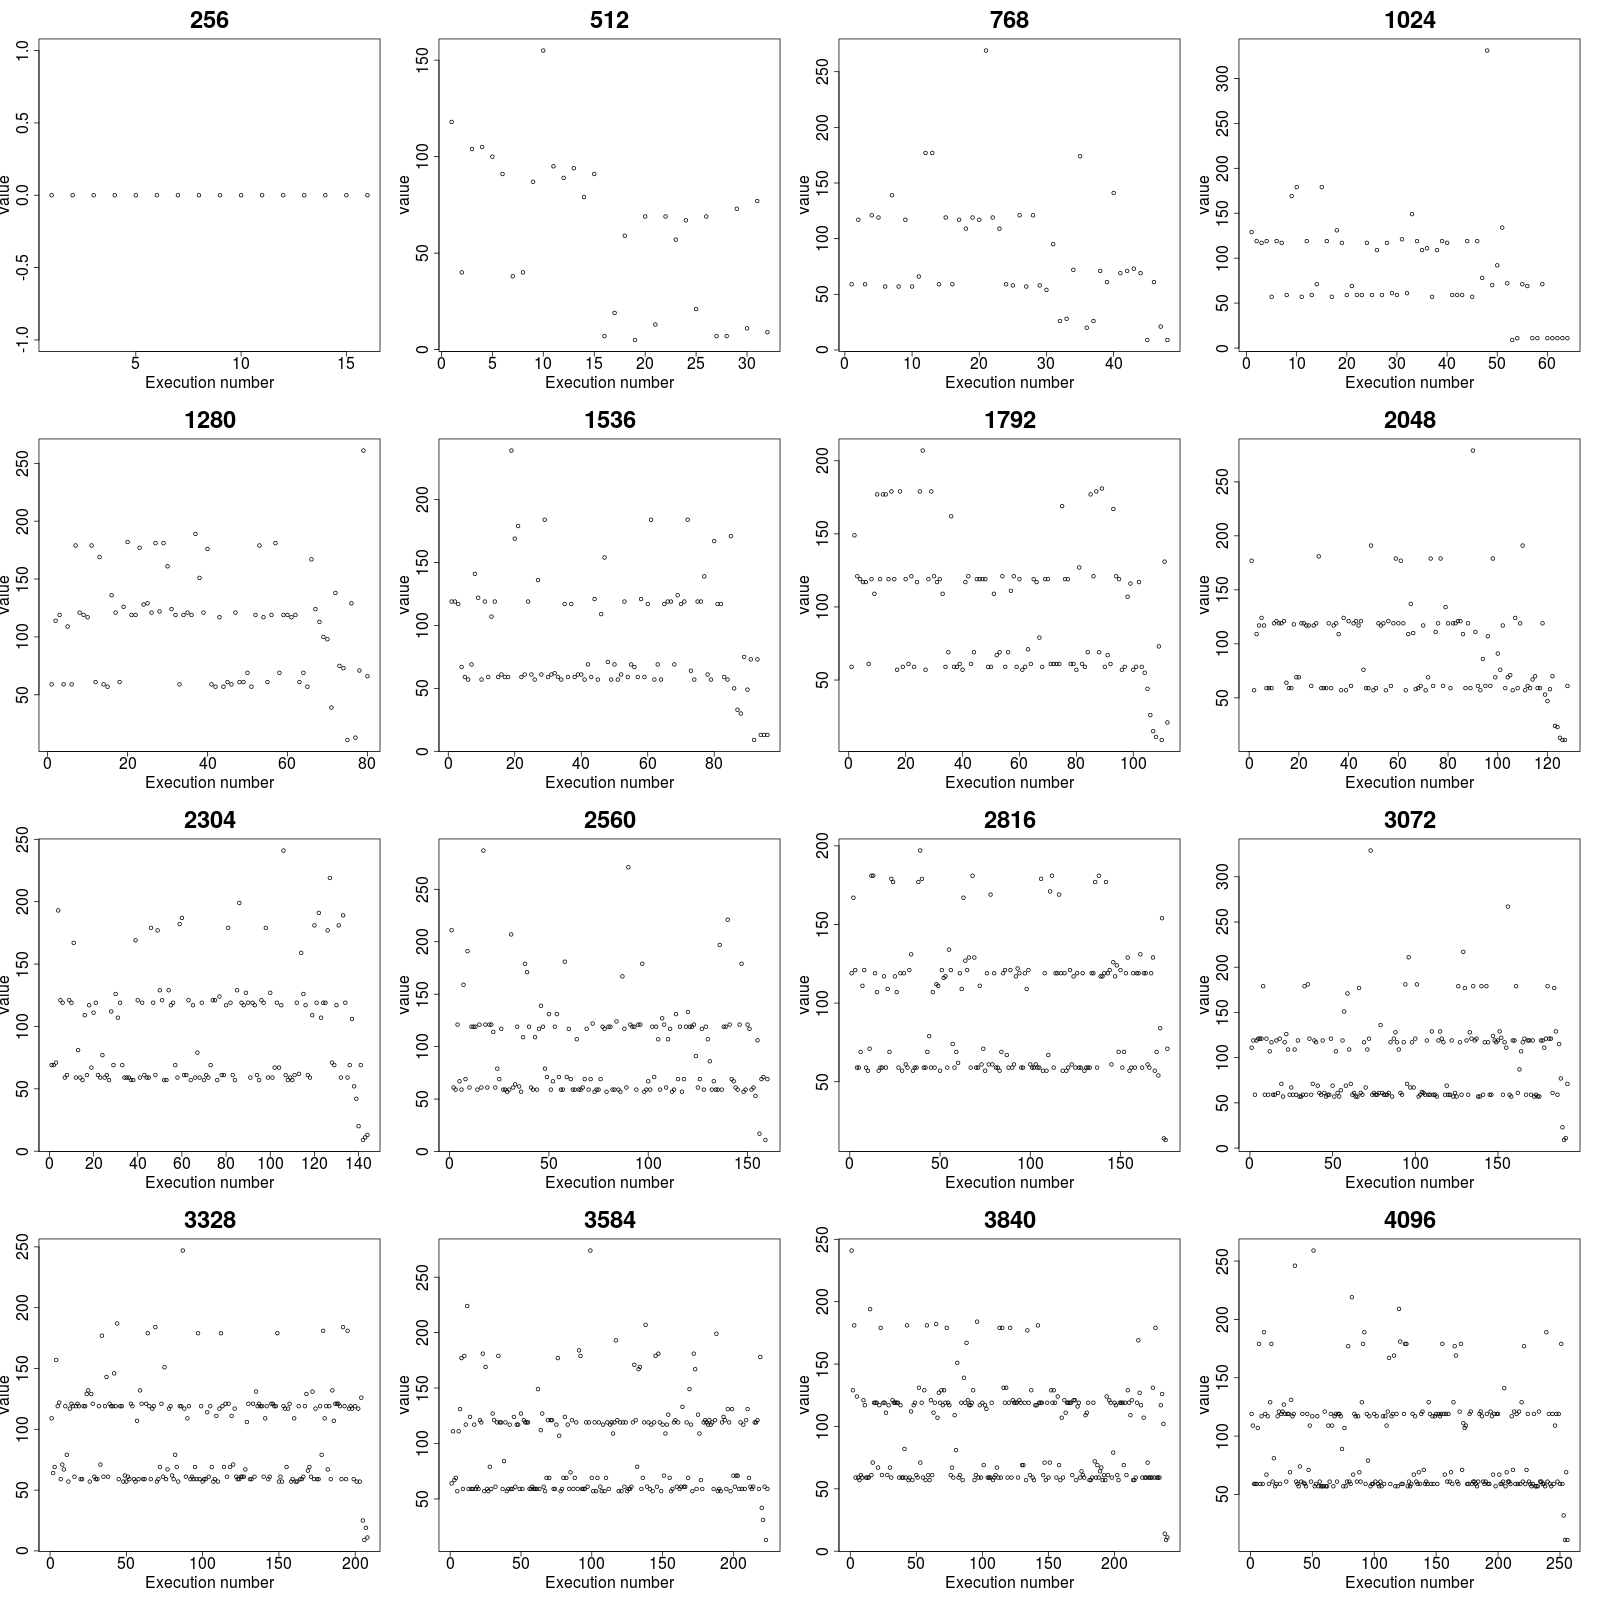 256
512
768
1024
Value
-1.0 -0.5 0.0 0.5 1.0
5 10 15
Execution number
Value
0 50 100 150
0 5 10 15 20 25 30
Execution number
Value
0 50 100 150 200 250
0 10 20 30 40
Execution number
Value
0 50 100 150 200 250 300
0 10 20 30 40 50 60
Execution number
1280
1536
1792
2048
Value
50 100 150 200 250
0 20 40 60 80
Execution number
Value
0 50 100 150 200
0 20 40 60 80
Execution number
Value
50 100 150 200
0 20 40 60 80 100
Execution number
Value
50 100 150 200 250
0 20 40 60 80 100 120
Execution number
2304
2560
2816
3072
Value
0 50 100 150 200 250
0 20 40 60 80 100 120 140
Execution number
Value
0 50 100 150 200 250
0 50 100 150
Execution number
Value
50 100 150 200
0 50 100 150
Execution number
Value
0 50 100 150 200 250 300
0 50 100 150
Execution number
3328
3584
3840
4096
Value
0 50 100 150 200 250
0 50 100 150 200
Execution number
Value
50 100 150 200 250
0 50 100 150 200
Execution number
Value
0 50 100 150 200 250
0 50 100 150 200
Execution number
Value
50 100 150 200 250
0 50 100 150 200 250
Execution number